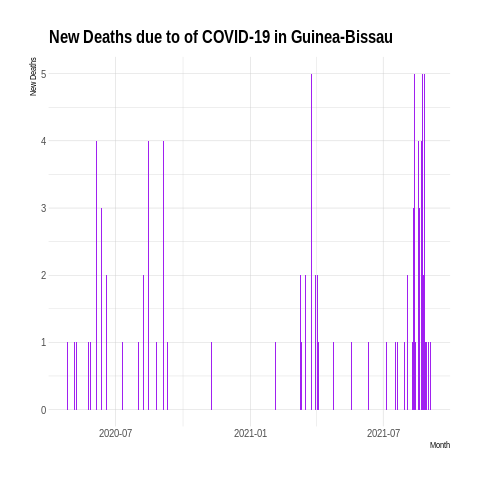 New Deaths due to of COVID-19 in Guinea-Bissau
New Deaths
5
4
3
2
1
0
2020-07 2021-01 2021-07
Month